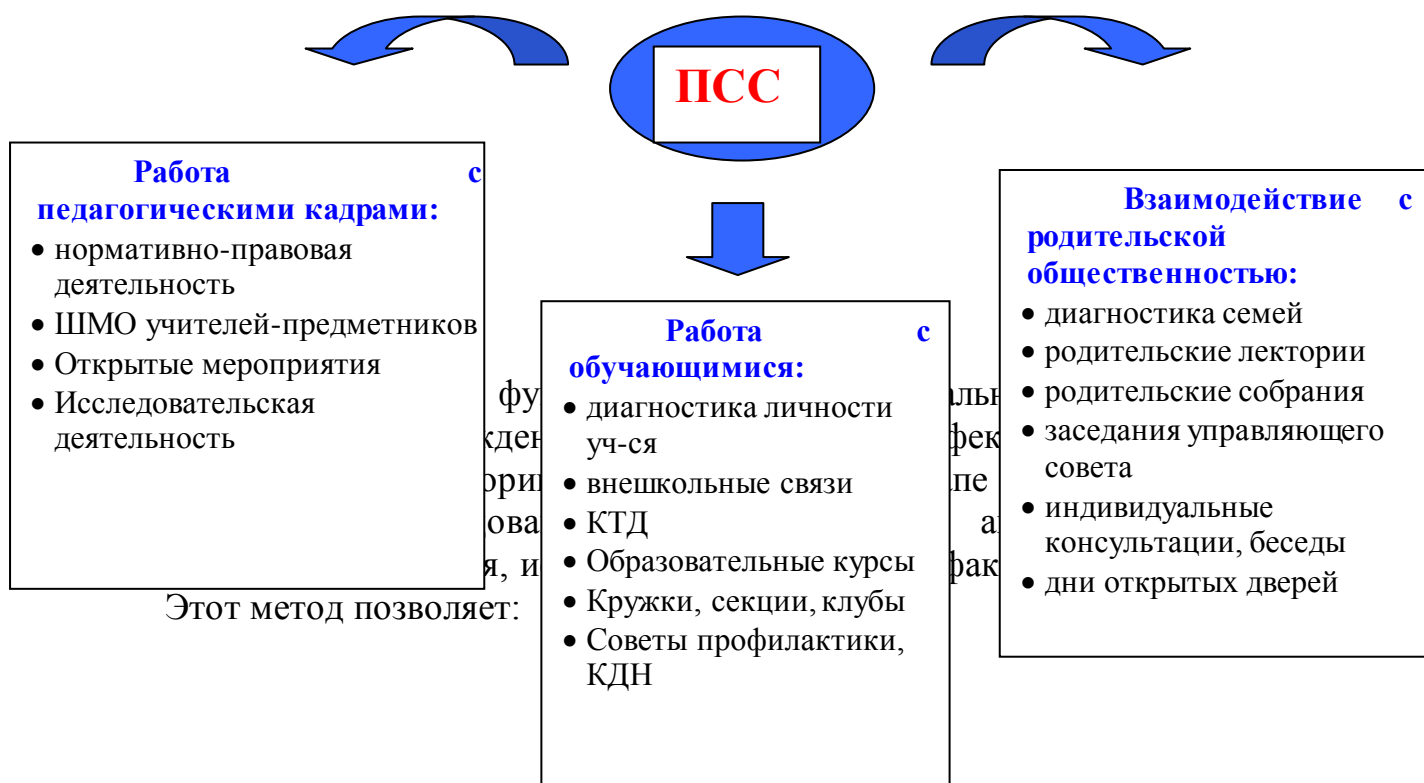 ПСС
Работа с
педагогическими кадрами:
• нормативно-правовая
деятельность
• ШМО учителей-предметников
• Открытые мероприятия
• Исследовательская
деятельность
Работа с
обучающимися:
• диагностика личности
уч-ся
• внешкольные связи
• КТД
• Образовательные курсы
• Кружки, секции, клубы
• Советы профилактики,
КДН
Взаимодействие с
родительской
общественностью:
• диагностика семей
• родительские лектории
• родительские собрания
• заседания управляющего
совета
• индивидуальные
консультации, беседы
• дни открытых дверей
Этот метод позволяет: